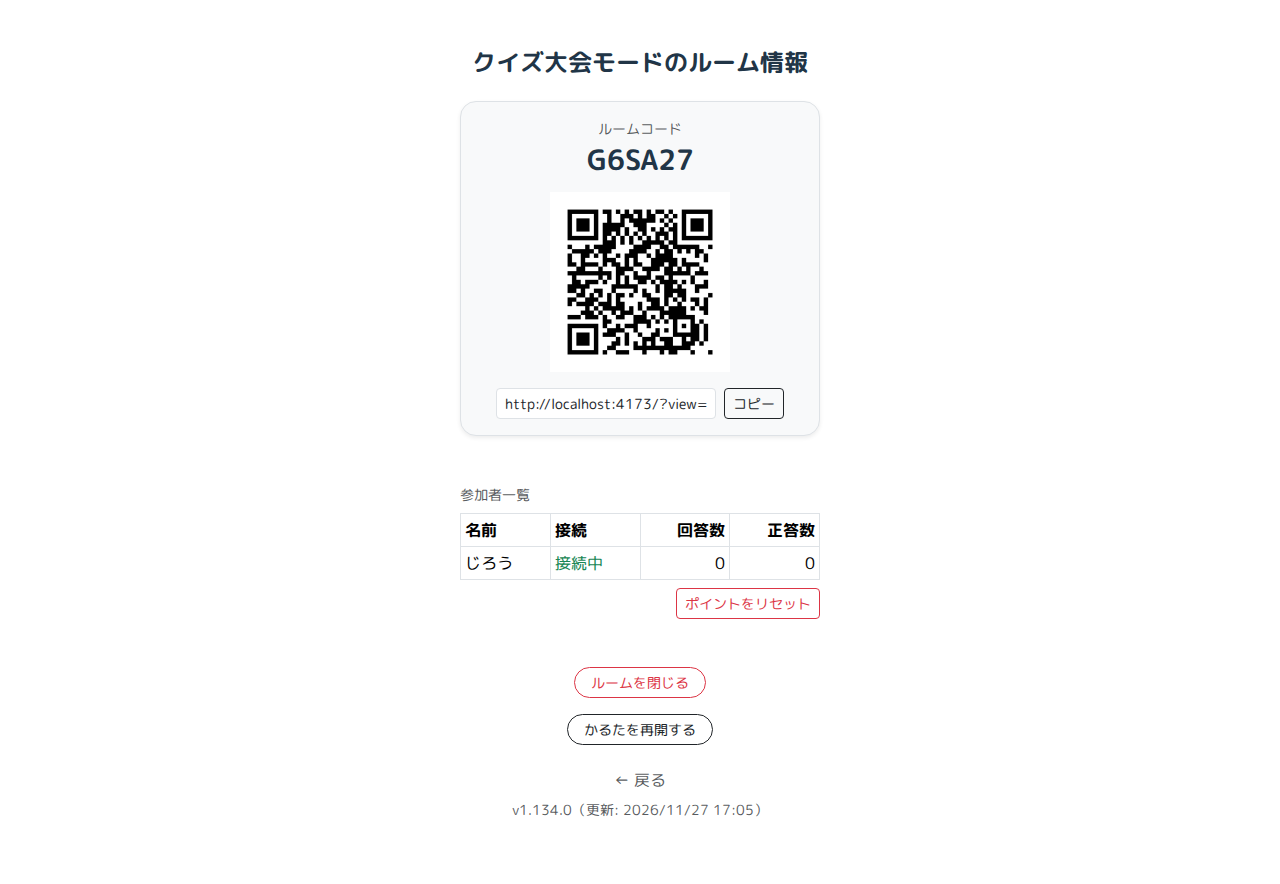 クイズ大会モードのルーム情報
ルームコード
G6SA27
http://localhost:4173/?view=
コピー
参加者一覧
名前 接続 回答数 正答数
じろう 接続中 0 0
ポイントをリセット
ルームを閉じる
かるたを再開する
← 戻る
v1.134.0（更新: 2026/11/27 17:05）